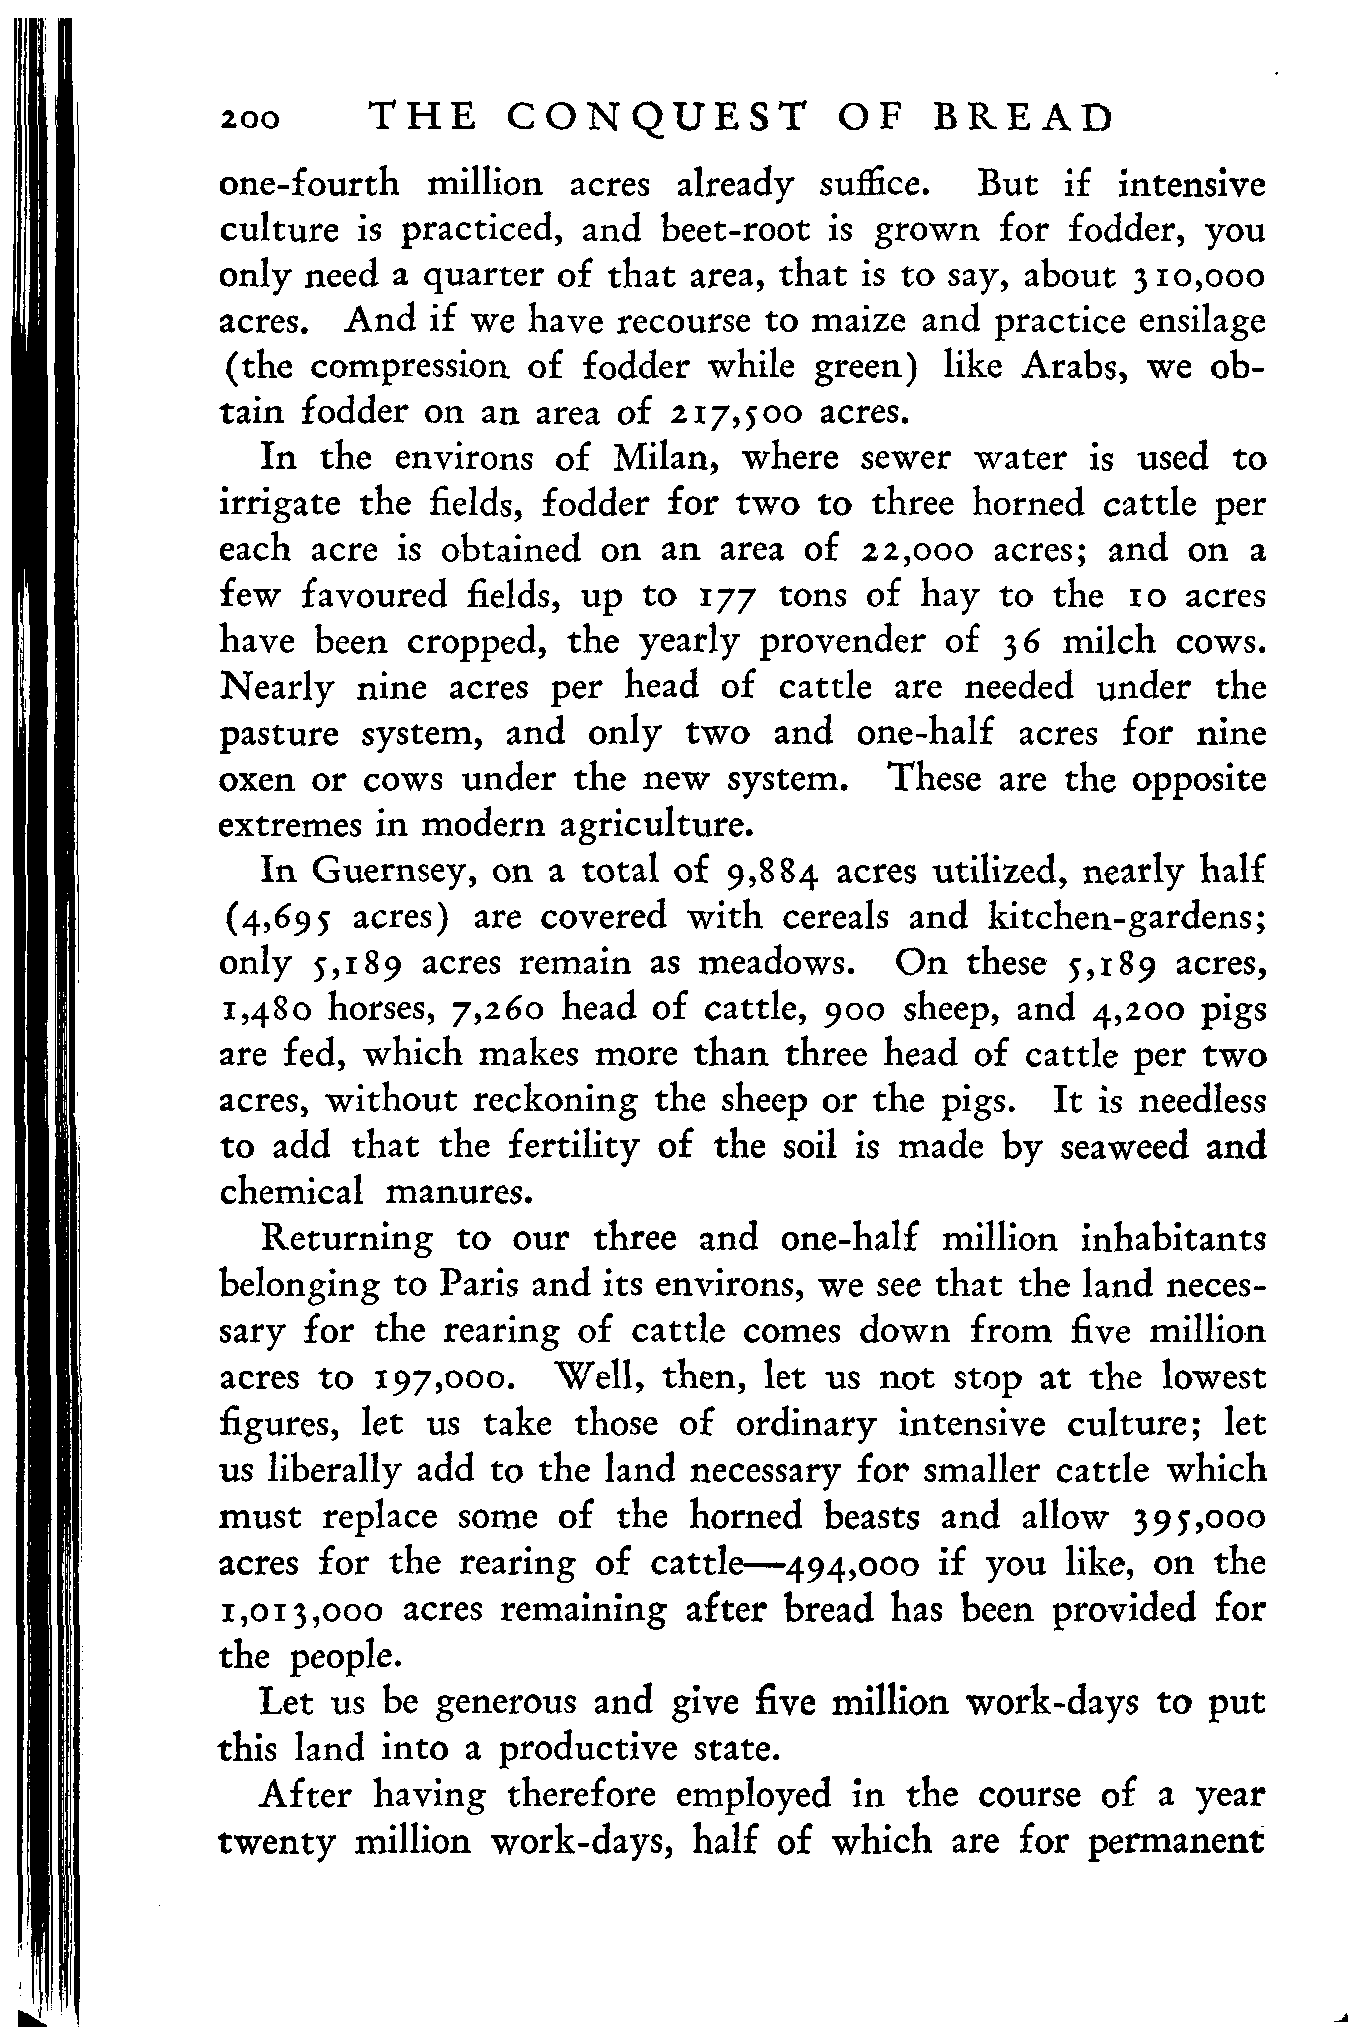 200 THE CONQUEST OF BREAD
one-fourth million acres already suffice. But if intensive
culture is practiced, and beet-root is grown for fodder, you
only need a quarter of that area, that is to say, about 310,000
acres. And if we have recourse to maize and practice ensilage
(the compression of fodder while green) like Arabs, we ob-
tain fodder on an area of 217,500 acres.
In the environs of Milan, where sewer water is used to
irrigate the fields, fodder for two to three horned cattle per
each acre is obtained on an area of 22,000 acres; and on a
few favoured fields, up to 177 tons of hay to the 10 acres
have been cropped, the yearly provender of 36 milch cows.
Nearly nine acres per head of cattle are needed under the
pasture system, and only two and one-half acres for nine
oxen or cows under the new system. These are the opposite
extremes in modern agriculture.
In Guernsey, on a total of 9,884 acres utilized, nearly half
(4,695 acres) are covered with cereals and kitchen-gardens;
only 5,189 acres remain as meadows. On these 5,189 acres,
1,480 horses, 7,260 head of cattle, 900 sheep, and 4,200 pigs
are fed, which makes more than three head of cattle per two
acres, without reckoning the sheep or the pigs. It is needless
to add that the fertility of the soil is made by seaweed and
chemical manures.
Returning to our three and one-half million inhabitants
belonging to Paris and its environs, we see that the land neces-
sary for the rearing of cattle comes down from five million
acres to 197,000. Well, then, let us not stop at the lowest
figures, let us take those of ordinary intensive culture; let
us liberally add to the land necessary for smaller cattle which
must replace some of the horned beasts and allow 395,000
acres for the rearing of cattle—494,000 if you like, on the
1,013,000 acres remaining after bread has been provided for
the people.
Let us be generous and give five million work-days to put
this land into a productive state.
After having therefore employed in the course of a year
twenty million work-days, half of which are for permanent